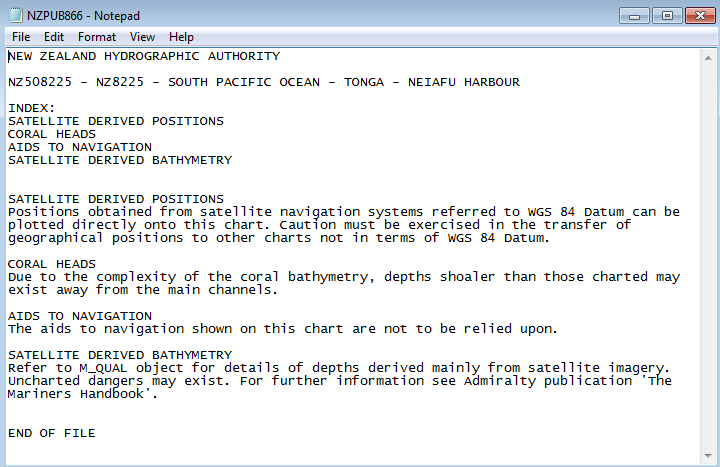 NZPUB866 - Notepad
File Edit Format View Help
NEW ZEALAND HYDROGRAPHIC AUTHORITY
NZ508225 - NZ8225 - SOUTH PACIFIC OCEAN - TONGA - NEIAFU HARBOUR
INDEX:
SATELLITE DERIVED POSITIONS
CORAL HEADS
AIDS TO NAVIGATION
SATELLITE DERIVED BATHYMETRY
SATELLITE DERIVED POSITIONS
Positions obtained from satellite navigation systems referred to WGS 84 Datum can be
plotted directly onto this chart. Caution must be exercised in the transfer of
geographical positions to other charts not in terms of WGS 84 Datum.
CORAL HEADS
Due to the complexity of the coral bathymetry, depths shoaler than those charted may
exist away from the main channels.
AIDS TO NAVIGATION
The aids to navigation shown on this chart are not to be relied upon.
SATELLITE DERIVED BATHYMETRY
Refer to M_QUAL object for details of depths derived mainly from satellite imagery.
Uncharted dangers may exist. For further information see Admiralty publication 'The
Mariners Handbook'.
END OF FILE